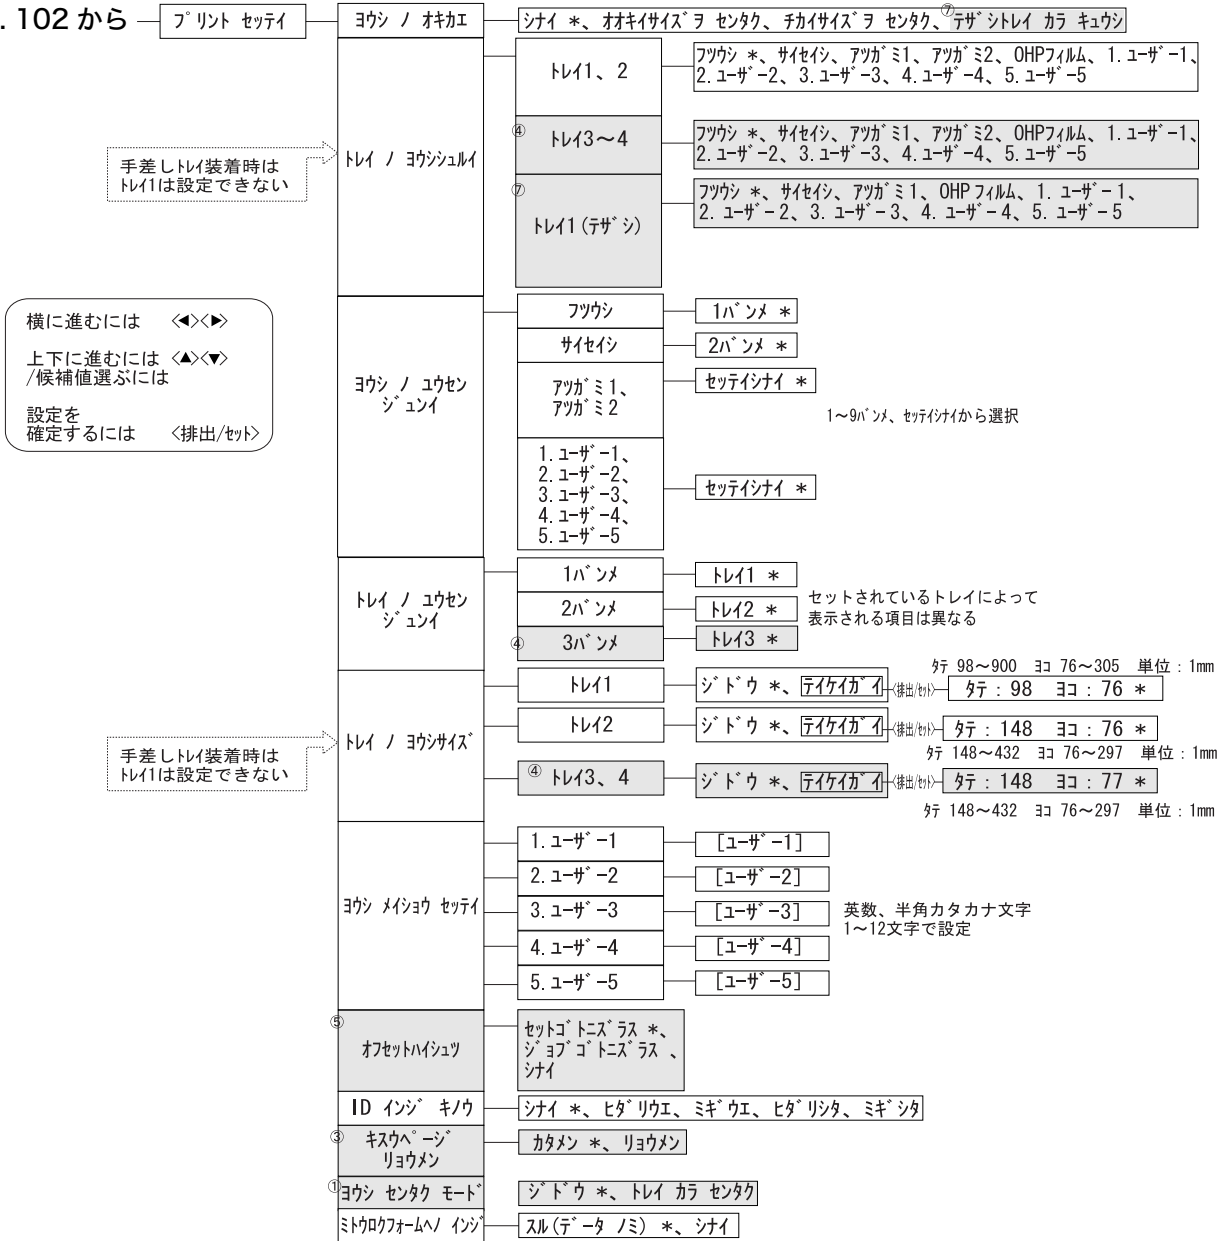 . 102 から
ﾌﾟﾘﾝﾄ ｾｯﾃｲ
ﾖｳｼ ﾉ ｵｷｶｴ
ｼﾅｲ *、ｵｵｷｲｻｲｽﾞｦ ｾﾝﾀｸ、ﾁｶｲｻｲｽﾞｦ ｾﾝﾀｸ、⑦ﾃｻﾞｼﾄﾚｲ ｶﾗ ｷｭｳｼ
手差しﾄﾚｲ装着時は
ﾄﾚｲ1は設定できない
ﾄﾚｲ ﾉ ﾖｳｼｼｭﾙｲ
ﾄﾚｲ1、2
ﾌﾂｳｼ *、ｻｲｾｲｼ、ｱﾂｶﾞﾐ1、ｱﾂｶﾞﾐ2、OHPﾌｨﾙﾑ、1.ﾕｰｻﾞｰ1、
2.ﾕｰｻﾞｰ2、3.ﾕｰｻﾞｰ3、4.ﾕｰｻﾞｰ4、5.ﾕｰｻﾞｰ5
④
ﾄﾚｲ3～4
ﾌﾂｳｼ *、ｻｲｾｲｼ、ｱﾂｶﾞﾐ1、ｱﾂｶﾞﾐ2、OHPﾌｨﾙﾑ、1.ﾕｰｻﾞｰ1、
2.ﾕｰｻﾞｰ2、3.ﾕｰｻﾞｰ3、4.ﾕｰｻﾞｰ4、5.ﾕｰｻﾞｰ5
⑦
ﾄﾚｲ1(ﾃｻﾞｼ)
ﾌﾂｳｼ *、ｻｲｾｲｼ、ｱﾂｶﾞﾐ1、OHPﾌｨﾙﾑ、1. ﾕｰｻﾞｰ1、
2. ﾕｰｻﾞｰ2、3. ﾕｰｻﾞｰ3、4. ﾕｰｻﾞｰ4、5. ﾕｰｻﾞｰ5
横に進むには 〈◀〉〈▶〉
上下に進むには 〈▲〉〈▼〉
/候補値選ぶには
設定を
確定するには 〈排出/ｾｯﾄ〉
ﾖｳｼ ﾉ ﾕｳｾﾝ
ｼﾞｭﾝｲ
ﾌﾂｳｼ
1ﾊﾞﾝﾒ *
ｻｲｾｲｼ
2ﾊﾞﾝﾒ *
ｱﾂｶﾞﾐ1、
ｱﾂｶﾞﾐ2
ｾｯﾃｲｼﾅｲ *
1～9ﾊﾞﾝﾒ、ｾｯﾃｲｼﾅｲから選択
1.ﾕｰｻﾞｰ1、
2.ﾕｰｻﾞｰ2、
3.ﾕｰｻﾞｰ3、
4.ﾕｰｻﾞｰ4、
5.ﾕｰｻﾞｰ5
ｾｯﾃｲｼﾅｲ *
ﾄﾚｲ ﾉ ﾕｳｾﾝ
ｼﾞｭﾝｲ
1ﾊﾞﾝﾒ
ﾄﾚｲ1 *
2ﾊﾞﾝﾒ
ﾄﾚｲ2 *
④
3ﾊﾞﾝﾒ
ﾄﾚｲ3 *
セットされているトレイによって
表示される項目は異なる
手差しﾄﾚｲ装着時は
ﾄﾚｲ1は設定できない
ﾄﾚｲ ﾉ ﾖｳｼｻｲｽﾞ
ﾀﾃ 98～900 ﾖｺ 76～305 単位：1mm
ﾄﾚｲ1
ｼﾞﾄﾞｳ *、ﾃｲｹｲｶﾞｲ
〈排出/ｾｯﾄ〉
ﾀﾃ：98 ﾖｺ：76 *
ﾄﾚｲ2
ｼﾞﾄﾞｳ *、ﾃｲｹｲｶﾞｲ
〈排出/ｾｯﾄ〉
ﾀﾃ：148 ﾖｺ：76 *
ﾀﾃ 148～432 ﾖｺ 76～297 単位：1mm
④ ﾄﾚｲ3、4
ｼﾞﾄﾞｳ *、ﾃｲｹｲｶﾞｲ
〈排出/ｾｯﾄ〉
ﾀﾃ：148 ﾖｺ：77 *
ﾀﾃ 148～432 ﾖｺ 76～297 単位：1mm
ﾖｳｼ ﾒｲｼｮｳ ｾｯﾃｲ
1.ﾕｰｻﾞｰ1
[ﾕｰｻﾞｰ1]
2.ﾕｰｻﾞｰ2
[ﾕｰｻﾞｰ2]
3.ﾕｰｻﾞｰ3
[ﾕｰｻﾞｰ3]
4.ﾕｰｻﾞｰ4
[ﾕｰｻﾞｰ4]
5.ﾕｰｻﾞｰ5
[ﾕｰｻﾞｰ5]
英数、半角カタカナ文字
1～12文字で設定
⑤
ｵﾌｾｯﾄﾊｲｼｭﾂ
ｾｯﾄｺﾞﾄﾆｽﾞﾗｽ *、
ｼﾞｮﾌﾞｺﾞﾄﾆｽﾞﾗｽ 、
ｼﾅｲ
ID ｲﾝｼﾞ ｷﾉｳ
ｼﾅｲ *、ﾋﾀﾞﾘｳｴ、ﾐｷﾞｳｴ、ﾋﾀﾞﾘｼﾀ、ﾐｷﾞｼﾀ
③
ｷｽｳﾍﾟｰｼﾞ
ﾘｮｳﾒﾝ
ｶﾀﾒﾝ *、ﾘｮｳﾒﾝ
①
ﾖｳｼ ｾﾝﾀｸ ﾓｰﾄﾞ
ｼﾞﾄﾞｳ *、ﾄﾚｲ ｶﾗ ｾﾝﾀｸ
ﾐﾄｳﾛｸﾌｫｰﾑﾍﾉ ｲﾝｼﾞ
ｽﾙ(ﾃﾞｰﾀ ﾉﾐ) *、ｼﾅｲ